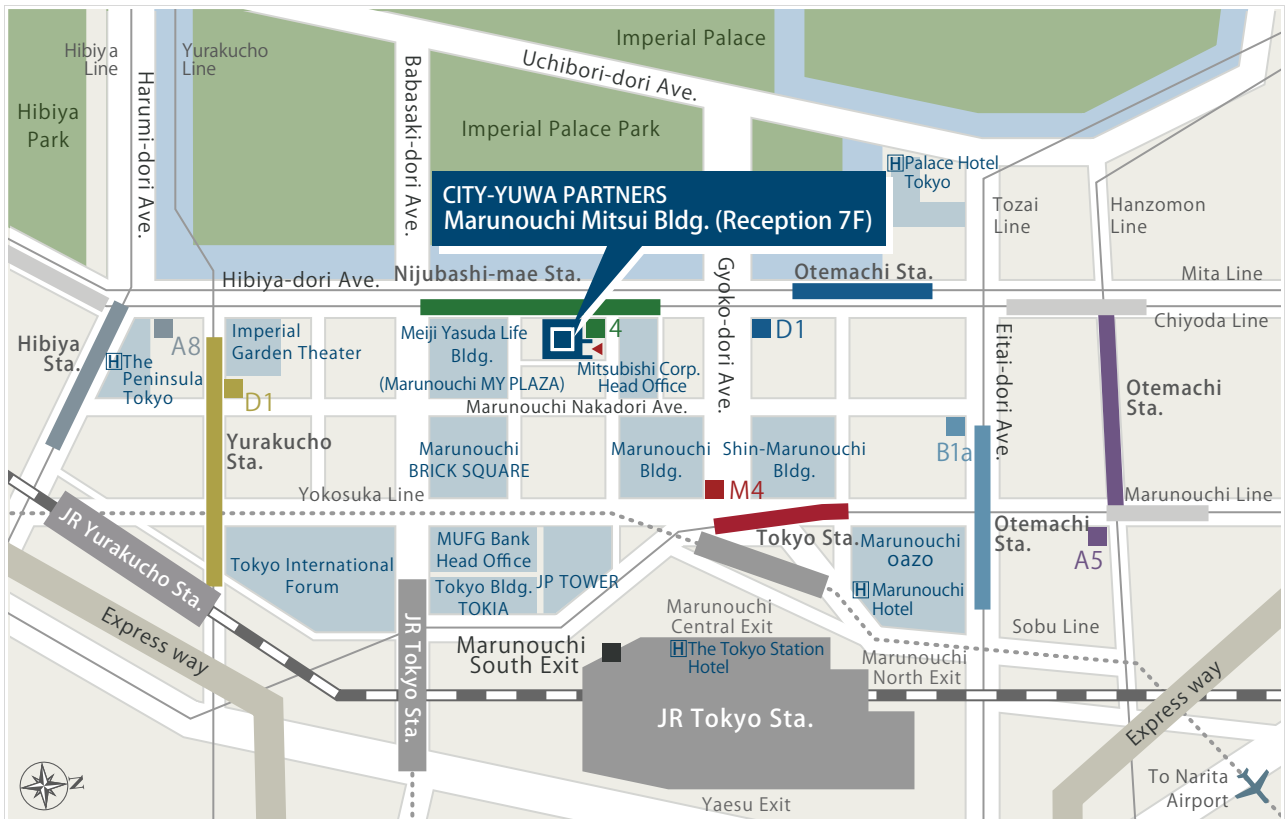 Imperial Palace
Uchibori-dori Ave.
Hibiya
Line
Yurakucho
Line
Harumi-dori Ave.
Babasaki-dori Ave.
Hibiya
Park
Imperial Palace Park
H Palace Hotel
Tokyo
CITY-YUWA PARTNERS
Marunouchi Mitsui Bldg. (Reception 7F)
Tozai
Line
Hanzomon
Line
Hibiya-dori Ave.
Nijubashi-mae Sta.
Gyoko-dori Ave.
Otemachi Sta.
Mita Line
Chiyoda Line
Hibiya
Sta.
A8
H The
Peninsula
Tokyo
Imperial
Garden Theater
D1
Meiji Yasuda Life
Bldg.
(Marunouchi MY PLAZA)
4
E
Mitsubishi Corp.
Head Office
D1
Eitai-dori Ave.
Otemachi
Sta.
Marunouchi Nakadori Ave.
Yurakucho
Sta.
Marunouchi
BRICK SQUARE
Marunouchi
Bldg.
Shin-Marunouchi
Bldg.
B1a
Yokosuka Line
M4
Marunouchi Line
JR Yurakucho Sta.
Tokyo International
Forum
MUFG Bank
Head Office
Tokyo Bldg.
TOKIA
JP TOWER
Tokyo Sta.
Marunouchi
OAZO
H Marunouchi
Hotel
Otemachi
Sta.
A5
Express way
JR Tokyo Sta.
Marunouchi
South Exit
Marunouchi
Central Exit
H The Tokyo Station
Hotel
Marunouchi
North Exit
Sobu Line
JR Tokyo Sta.
Express way
N
Yaesu Exit
To Narita
Airport